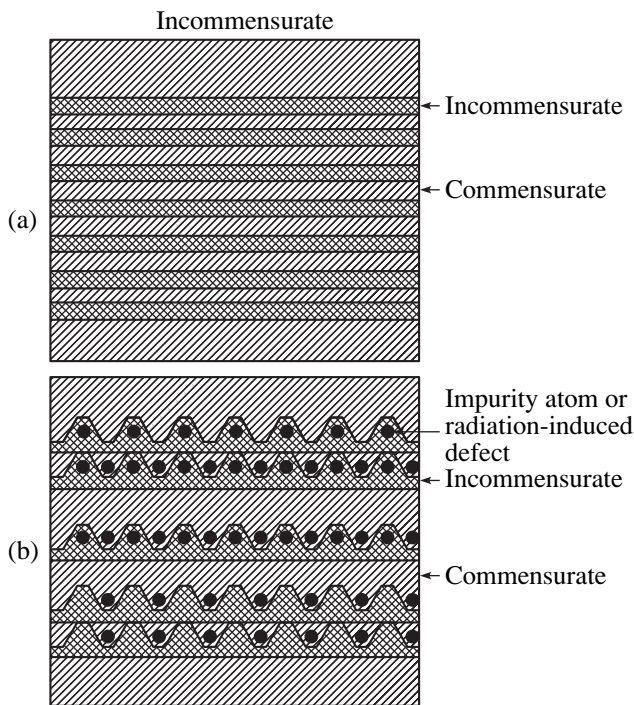 Incommensurate
Incommensurate
Commensurate
(a)
Impurity atom or
radiation-induced
defect
Incommensurate
(b)
Commensurate